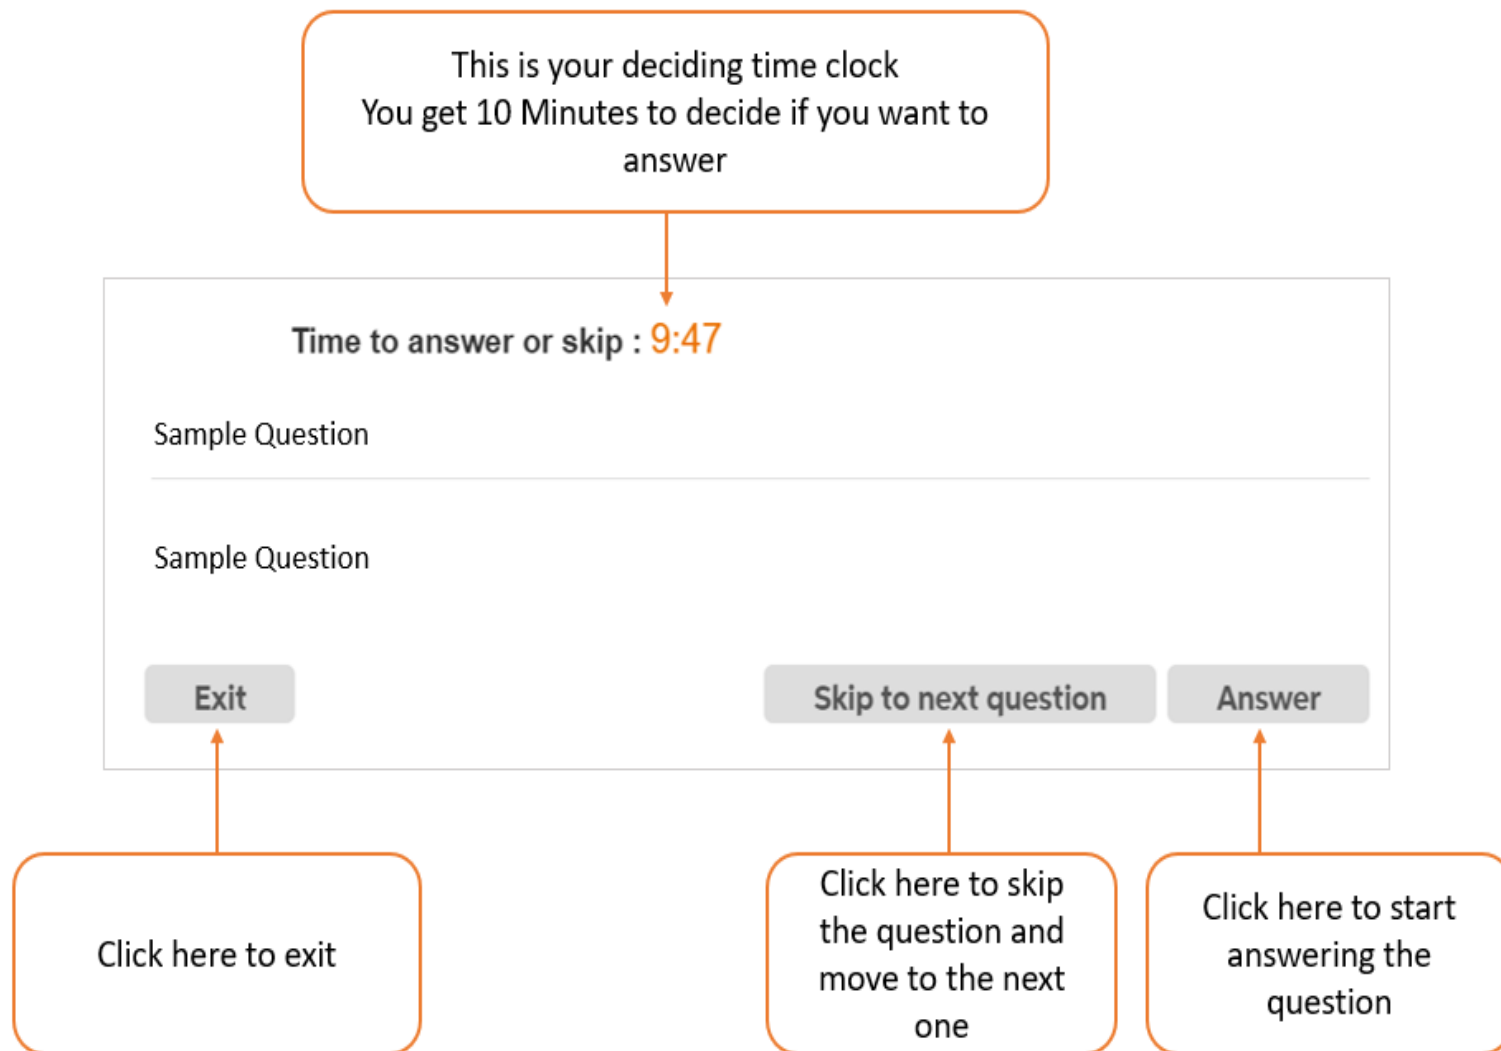 This is your deciding time clock
You get 10 Minutes to decide if you want to
answer
Time to answer or skip : 9:47
Sample Question
Sample Question
Exit
Skip to next question
Answer
Click here to exit
Click here to skip
the question and
move to the next
one
Click here to start
answering the
question